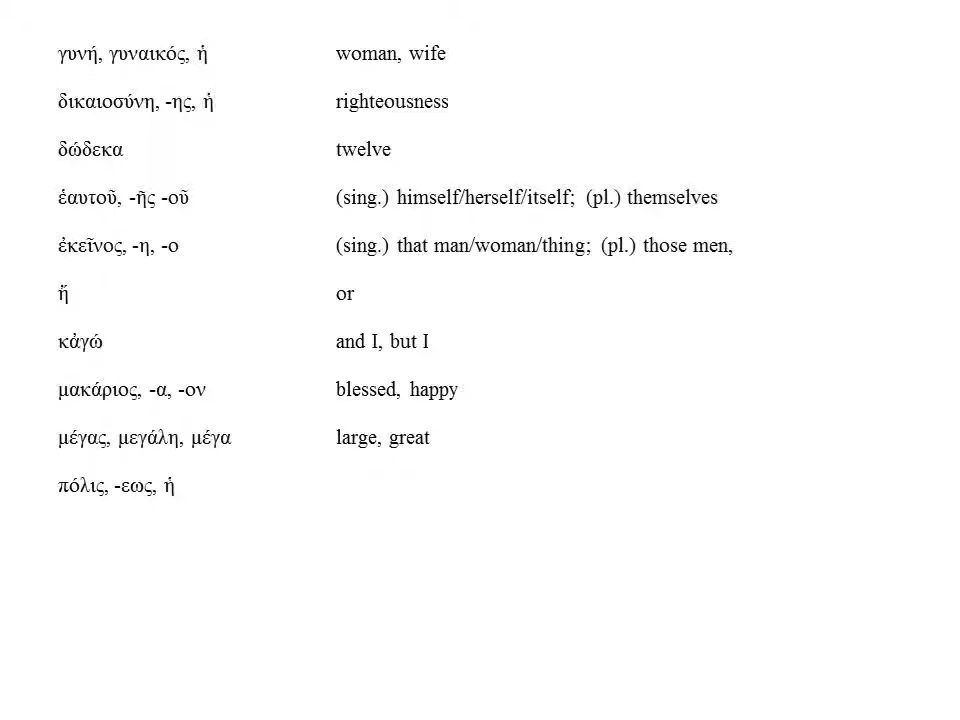 γυνή, γυναικός, ἡ woman, wife
δικαιοσύνη, -ης, ἡ righteousness
δώδεκα twelve
ἑαυτοῦ, -ῆς -οῦ (sing.) himself/herself/itself; (pl.) themselves
ἐκεῖνος, -η, -ο (sing.) that man/woman/thing; (pl.) those men,
ἤ or
κἀγώ and I, but I
μακάριος, -α, -ον blessed, happy
μέγας, μεγάλη, μέγα large, great
πόλις, -εως, ἡ